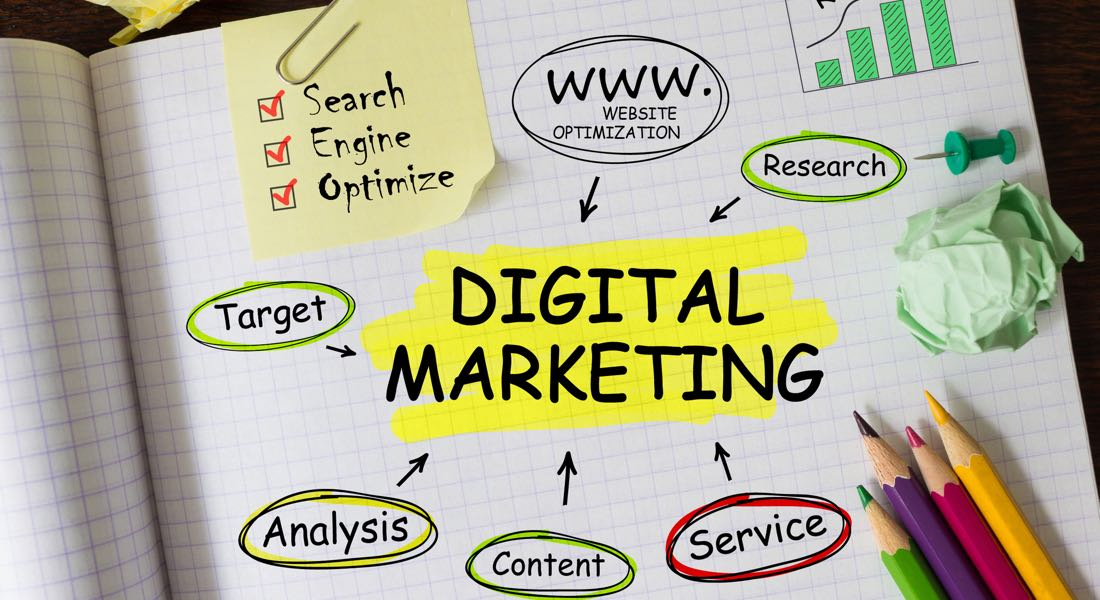 Search
Engine
Optimize
WWW.
WEBSITE
OPTIMIZATION
Research
Target
DIGITAL
MARKETING
Analysis
Content
Service